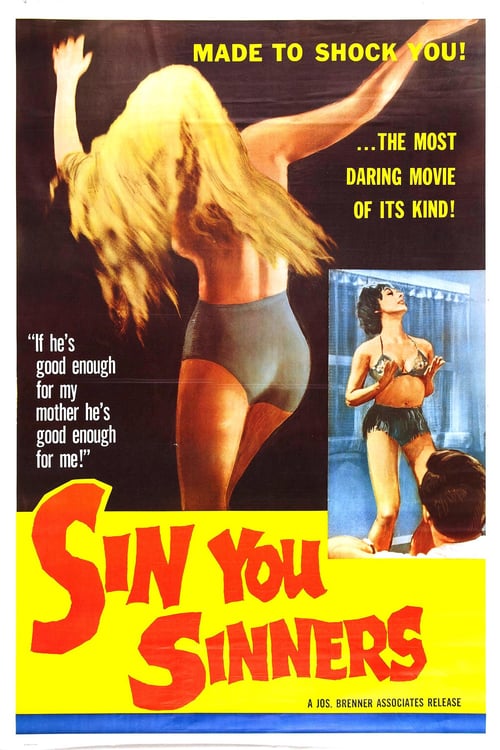 MADE TO SHOCK YOU!
...THE MOST
DARING MOVIE
OF ITS KIND!
"If he's
good enough
for my
mother he's
good enough
for me!"
SIN YOU
SINNERS
A JOS. BRENNER ASSOCIATES RELEASE